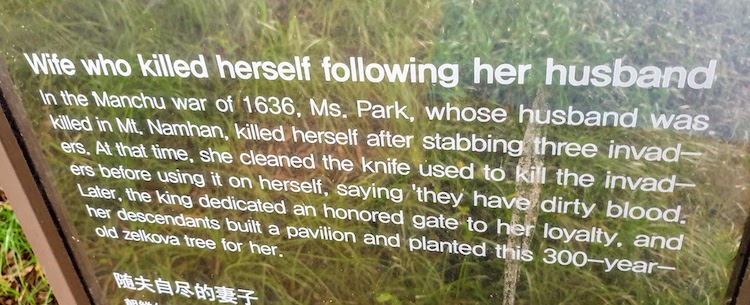 Wife who killed herself following her husband
In the Manchu war of 1636, Ms. Park, whose husband was
killed in Mt. Namhan, killed herself after stabbing three invad-
ers. At that time, she cleaned the knife used to kill the invad-
ers before using it on herself, saying 'they have dirty blood.
Later, the king dedicated an honored gate to her loyalty, and
her descendants built a pavilion and planted this 300-year-
old zelkova tree for her.
随夫自尽的妻子